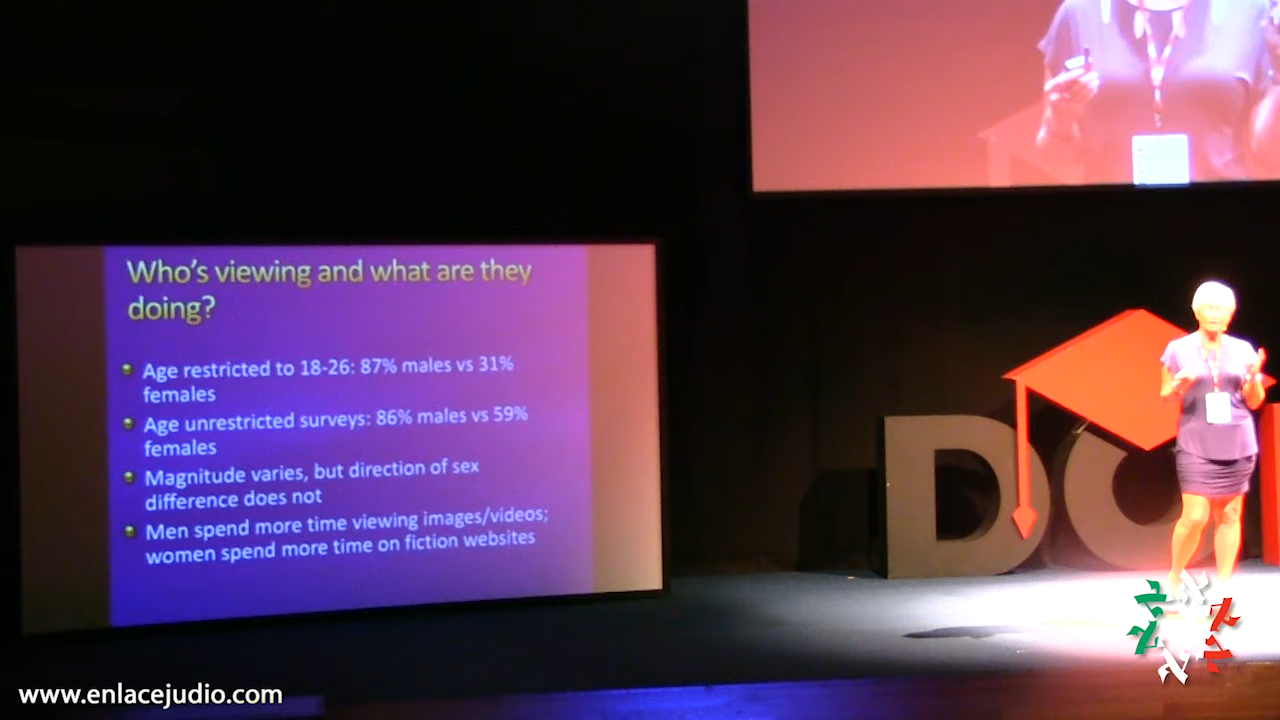 Who's viewing and what are they
doing?
Age restricted to 18-26: 87% males vs 31%
females
Age unrestricted surveys: 86% males vs 59%
females
Magnitude varies, but direction of sex
difference does not
Men spend more time viewing images/videos;
women spend more time on fiction websites
D
www.enlacejudio.com